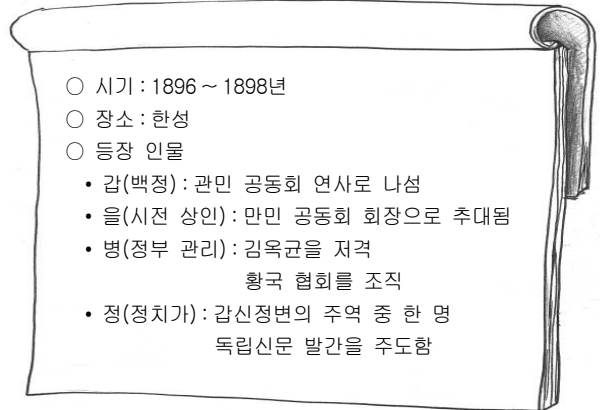 ○ 시기 : 1896 ~ 1898년
○ 장소 : 한성
○ 등장 인물
• 갑(백정) : 관민 공동회 연사로 나섬
• 을(시전 상인) : 만민 공동회 회장으로 추대됨
• 병(정부 관리) : 김옥균을 저격
황국 협회를 조직
• 정(정치가) : 갑신정변의 주역 중 한 명
독립신문 발간을 주도함